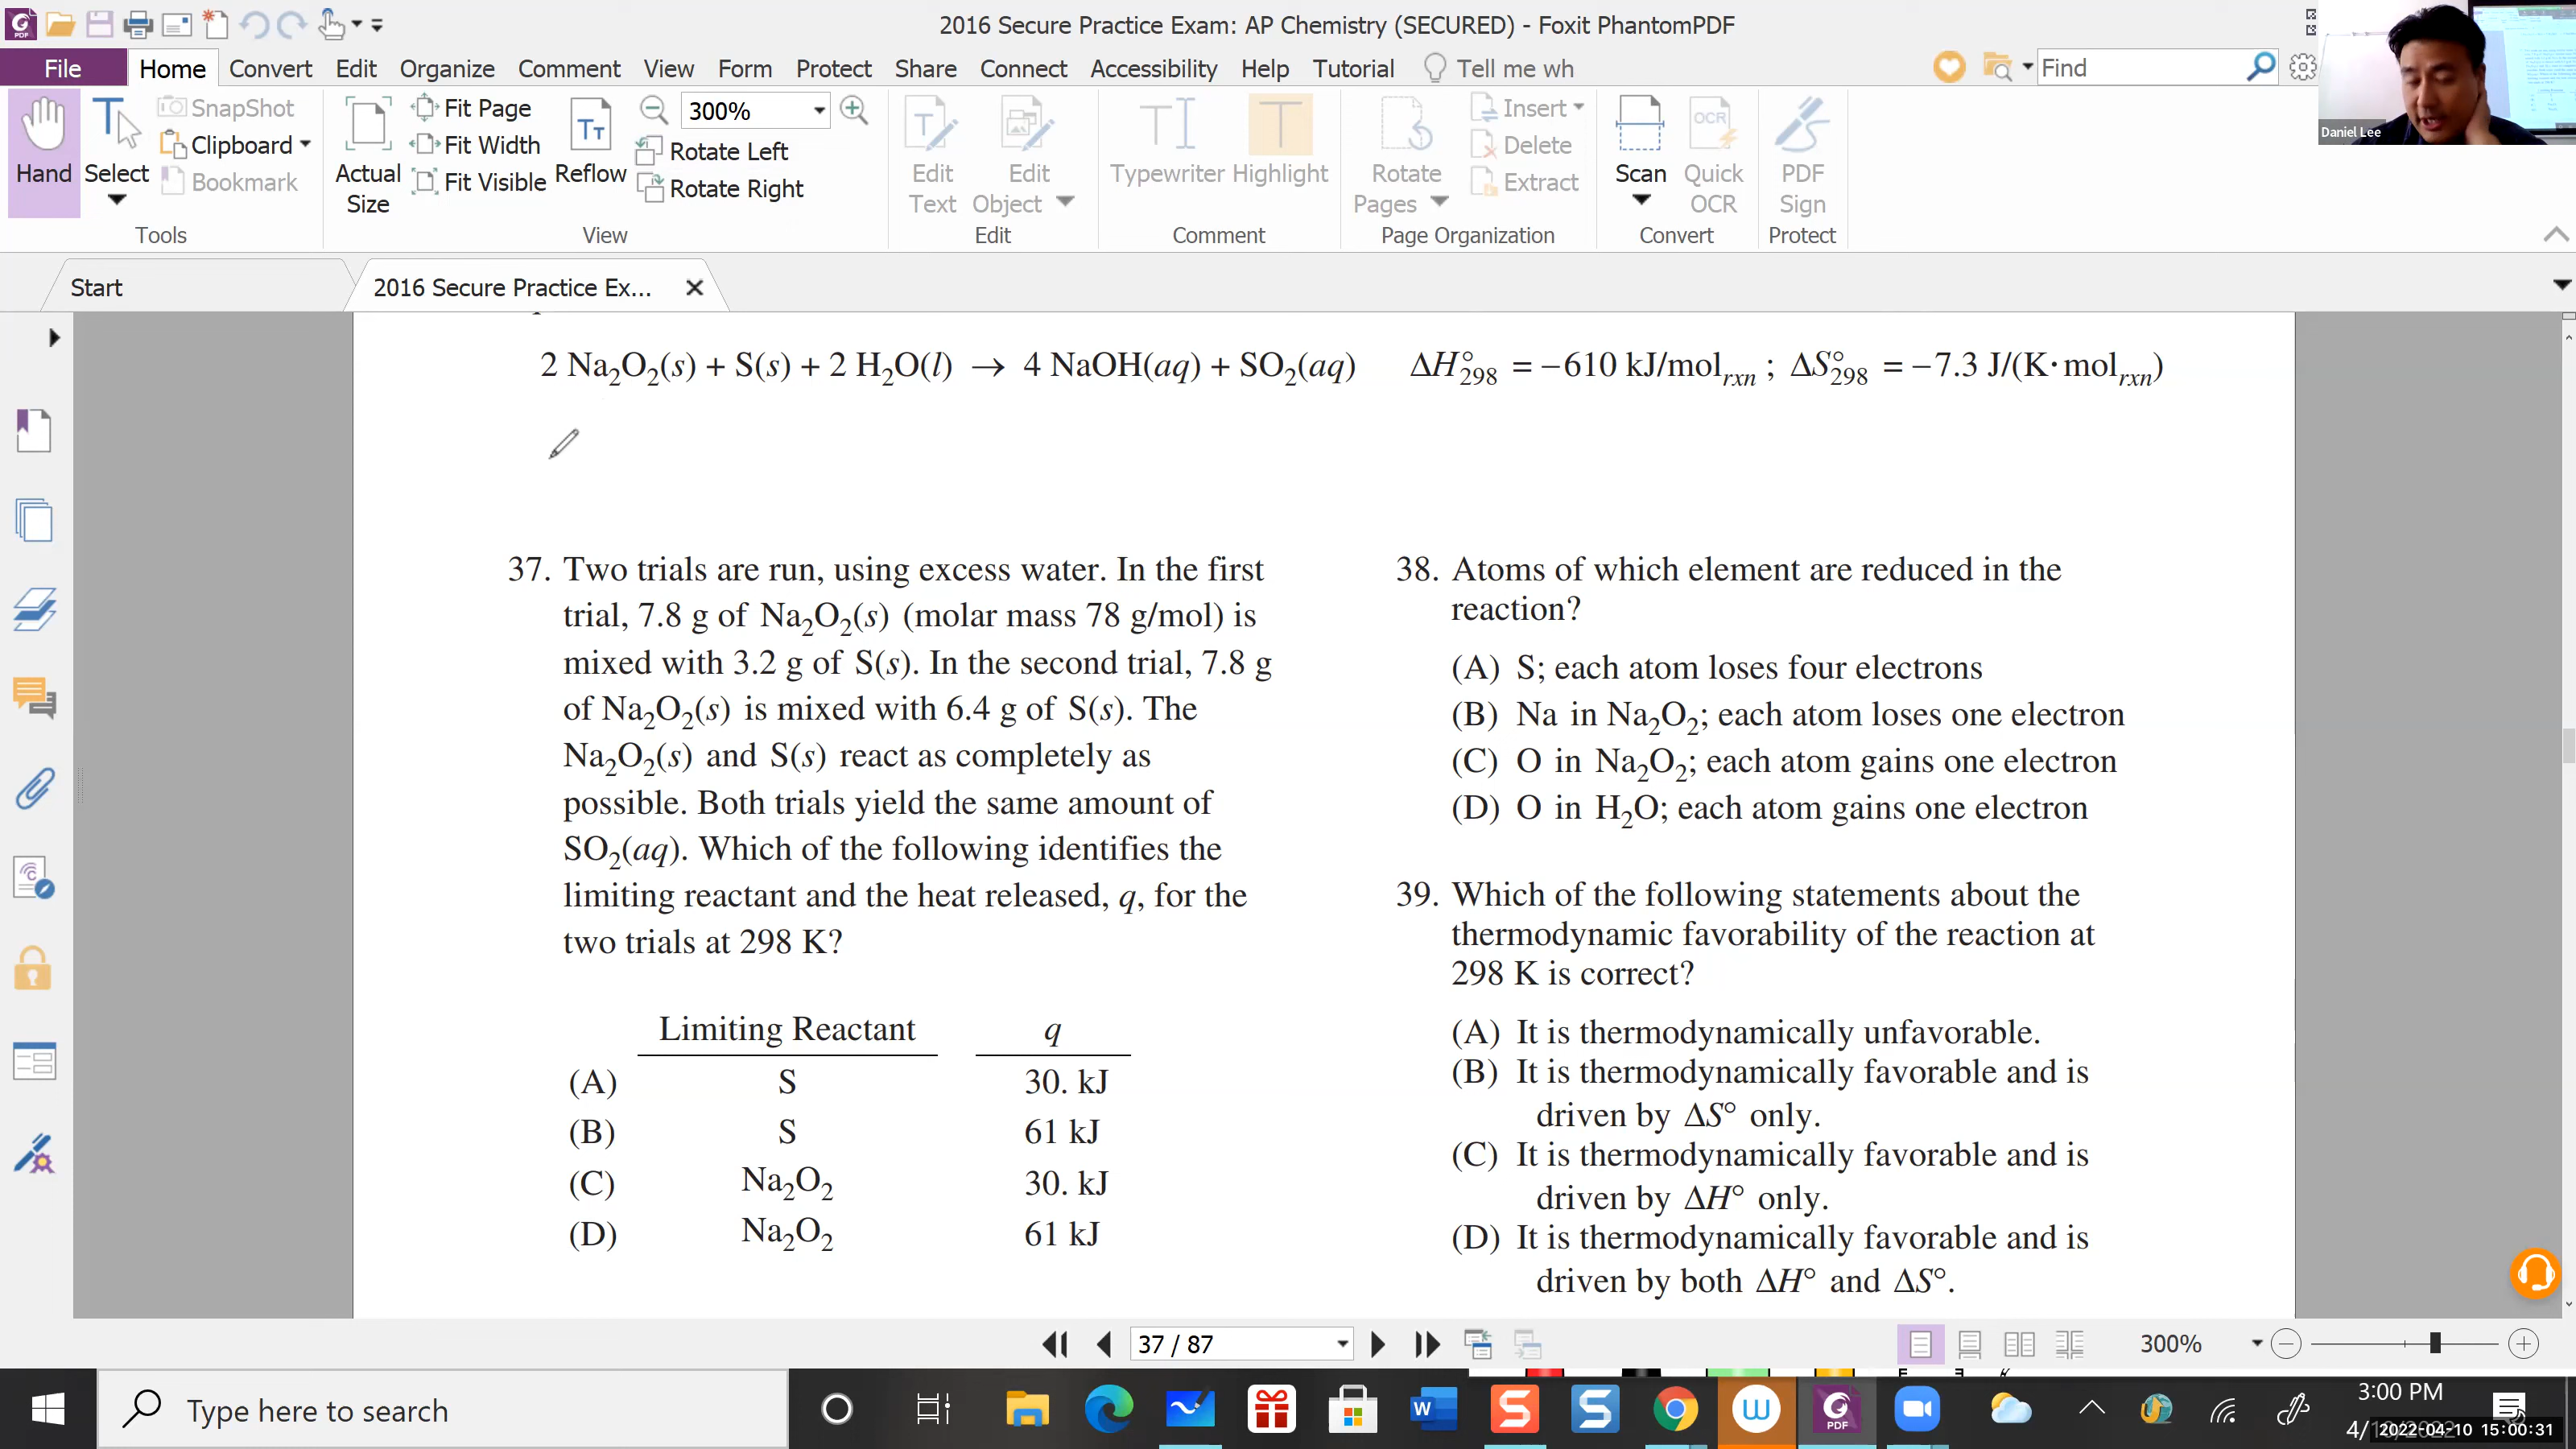 2016 Secure Practice Exam: AP Chemistry (SECURED) - Foxit PhantomPDF
File Home Convert Edit Organize Comment View Form Protect Share Connect Accessibility Help Tutorial Tell me wh Find
Daniel Lee
Hand
Select
SnapShot
Clipboard
Bookmark
Tools
Actual Size
Fit Page
Fit Width
Fit Visible
Reflow
300%
Rotate Left
Rotate Right
View
Edit Text
Edit Object
Edit
Typewriter
Highlight
Comment
Rotate Pages
Insert
Delete
Extract
Page Organization
Scan
OCR
Quick OCR
Convert
PDF Sign
Protect
Start
2016 Secure Practice Ex...
2 Na₂O₂(s) + S(s) + 2 H₂O(l) → 4 NaOH(aq) + SO₂(aq) ΔH°₂₉₈ = −610 kJ/molrxn ; ΔS°₂₉₈ = −7.3 J/(K·molrxn)
37. Two trials are run, using excess water. In the first
trial, 7.8 g of Na₂O₂(s) (molar mass 78 g/mol) is
mixed with 3.2 g of S(s). In the second trial, 7.8 g
of Na₂O₂(s) is mixed with 6.4 g of S(s). The
Na₂O₂(s) and S(s) react as completely as
possible. Both trials yield the same amount of
SO₂(aq). Which of the following identifies the
limiting reactant and the heat released, q, for the
two trials at 298 K?
Limiting Reactant q
(A) S 30. kJ
(B) S 61 kJ
(C) Na₂O₂ 30. kJ
(D) Na₂O₂ 61 kJ
38. Atoms of which element are reduced in the
reaction?
(A) S; each atom loses four electrons
(B) Na in Na₂O₂; each atom loses one electron
(C) O in Na₂O₂; each atom gains one electron
(D) O in H₂O; each atom gains one electron
39. Which of the following statements about the
thermodynamic favorability of the reaction at
298 K is correct?
(A) It is thermodynamically unfavorable.
(B) It is thermodynamically favorable and is
driven by ΔS° only.
(C) It is thermodynamically favorable and is
driven by ΔH° only.
(D) It is thermodynamically favorable and is
driven by both ΔH° and ΔS°.
37 / 87
300%
Type here to search
3:00 PM
2022-04-10 15:00:31